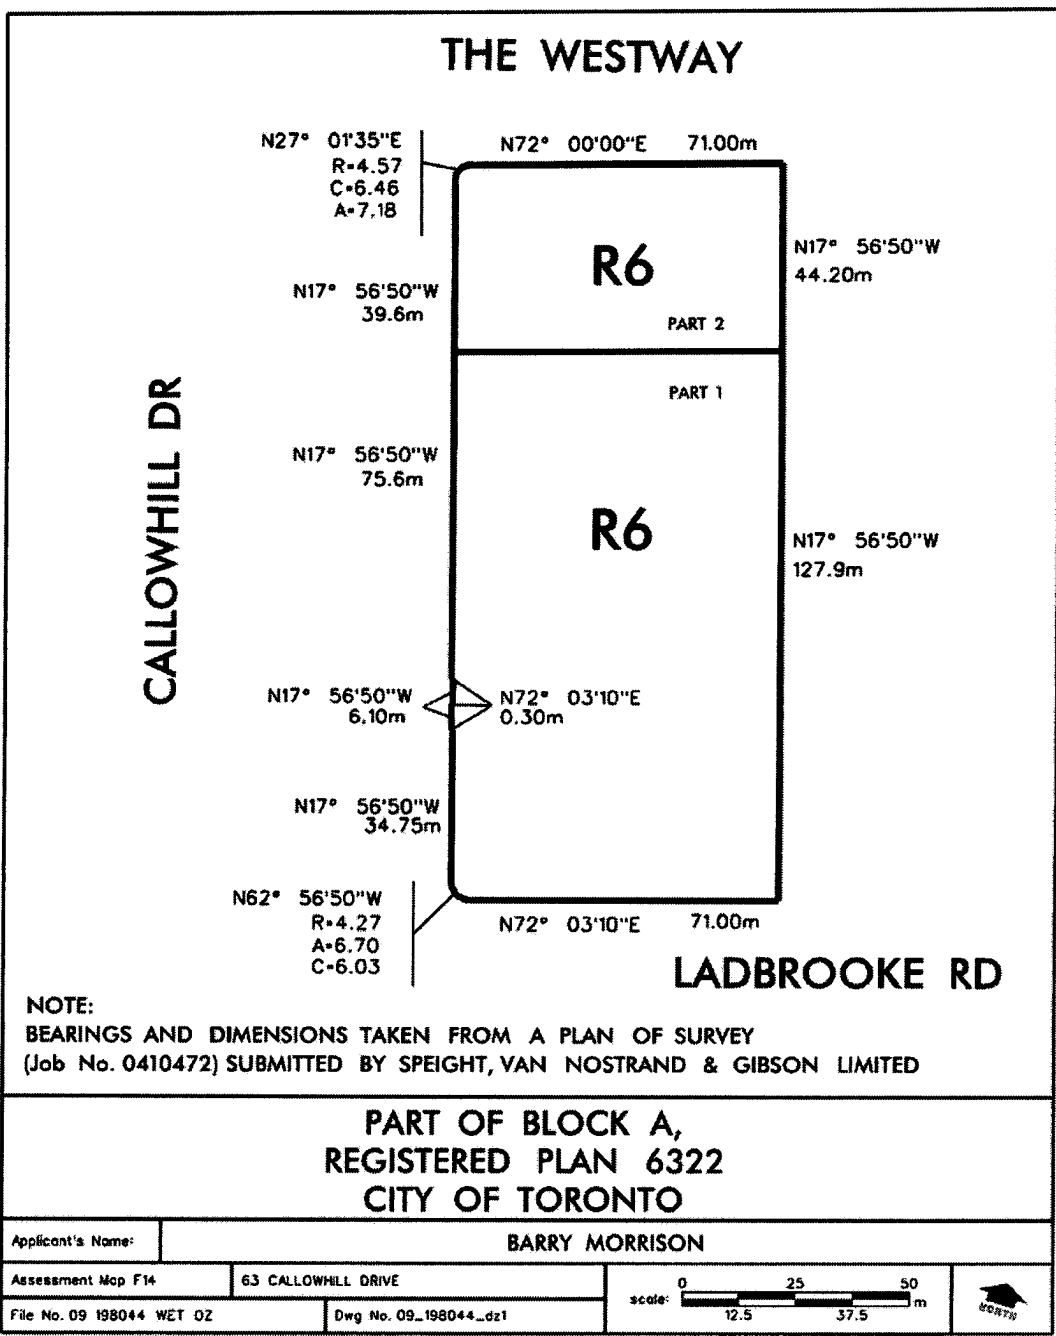 THE WESTWAY
N27° 01'35"E
R=4.57
C=6.46
A=7.18
N72° 00'00"E 71.00m
R6
PART 2
N17° 56'50"W
44.20m
N17° 56'50"W
39.6m
PART 1
CALLOWHILL DR
N17° 56'50"W
75.6m
R6
N17° 56'50"W
127.9m
N17° 56'50"W
6.10m
N72° 03'10"E
0.30m
N17° 56'50"W
34.75m
N62° 56'50"W
R=4.27
A=6.70
C=6.03
N72° 03'10"E 71.00m
LADBROOKE RD
NOTE:
BEARINGS AND DIMENSIONS TAKEN FROM A PLAN OF SURVEY
(Job No. 0410472) SUBMITTED BY SPEIGHT, VAN NOSTRAND & GIBSON LIMITED
PART OF BLOCK A,
REGISTERED PLAN 6322
CITY OF TORONTO
Applicant's Name: BARRY MORRISON
Assessment Map F14 63 CALLOWHILL DRIVE
File No. 09 198044 WET OZ Dwg No. 09_198044_dz1
scale: 0 25 50 m
12.5 37.5
NORTH